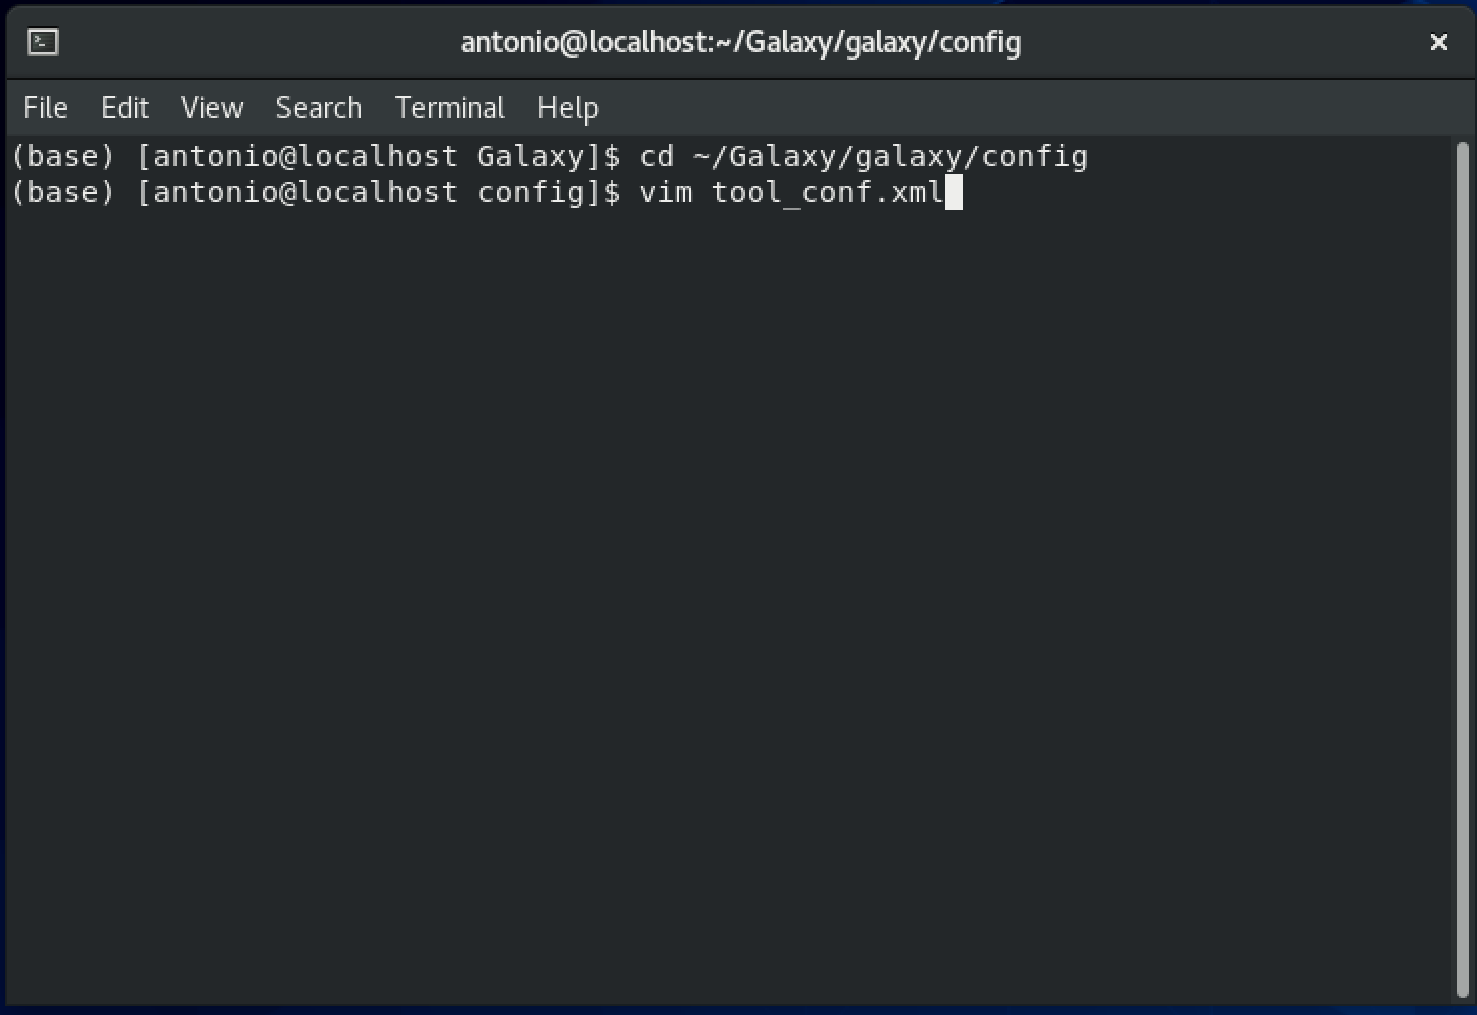 antonio@localhost:~/Galaxy/galaxy/config
File Edit View Search Terminal Help
(base) [antonio@localhost Galaxy]$ cd ~/Galaxy/galaxy/config
(base) [antonio@localhost config]$ vim tool_conf.xml